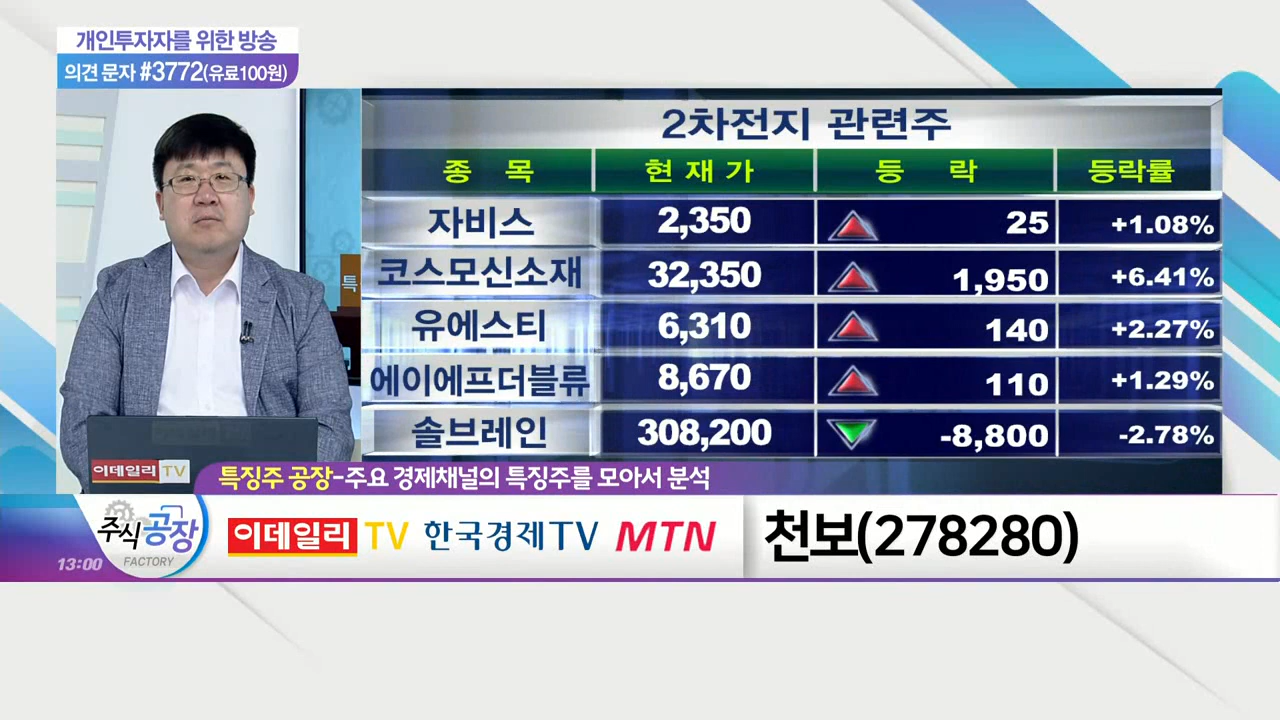 개인투자자를 위한 방송
의견 문자 #3772(유료100원)
2차전지 관련주
종 목 현재가 등 락 등락률
자비스 2,350 ▲ 25 +1.08%
코스모신소재 32,350 ▲ 1,950 +6.41%
유에스티 6,310 ▲ 140 +2.27%
에이에프더블류 8,670 ▲ 110 +1.29%
솔브레인 308,200 ▼ -8,800 -2.78%
특
이데일리 TV
특징주 공장-주요 경제채널의 특징주를 모아서 분석
주식공장
FACTORY
13:00
이데일리 TV 한국경제TV MTN
천보(278280)